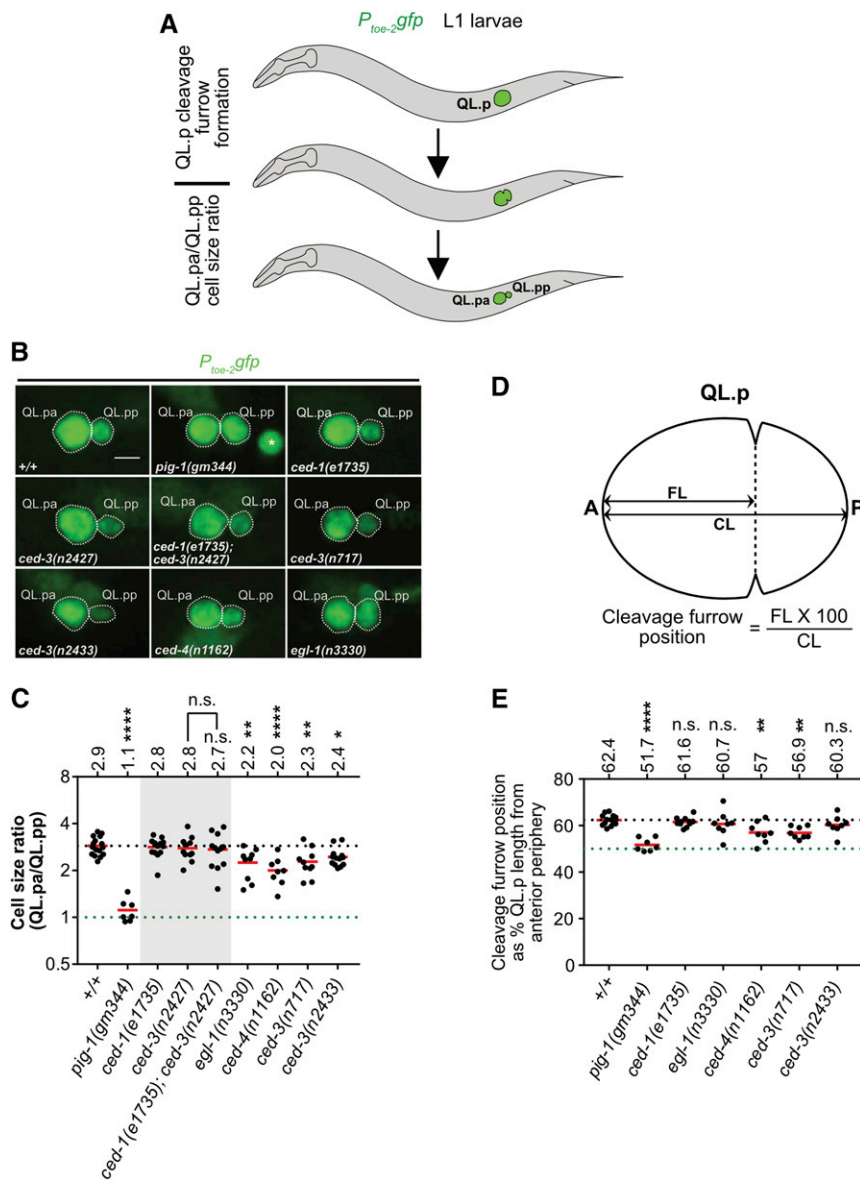 A
P_toe-2 gfp L1 larvae
QL.p cleavage
furrow
formation
QL.pa/QL.pp
cell size ratio
QL.p
QL.pa
QL.pp
B
P_toe-2 gfp
QL.pa QL.pp
+/+
QL.pa QL.pp
*
pig-1(gm344)
QL.pa QL.pp
ced-1(e1735)
QL.pa QL.pp
ced-3(n2427)
QL.pa QL.pp
ced-1(e1735);
ced-3(n2427)
QL.pa QL.pp
ced-3(n717)
QL.pa QL.pp
ced-3(n2433)
QL.pa QL.pp
ced-4(n1162)
QL.pa QL.pp
egl-1(n3330)
C
n.s.
2.9
1.1 ****
2.8
2.8
2.7 n.s.
2.2 **
2.0 ****
2.3 **
2.4 *
Cell size ratio
(QL.pa/QL.pp)
8
4
2
1
0.5
+/+
pig-1(gm344)
ced-1(e1735)
ced-3(n2427)
ced-1(e1735); ced-3(n2427)
egl-1(n3330)
ced-4(n1162)
ced-3(n717)
ced-3(n2433)
D
QL.p
A
FL
CL
P
Cleavage furrow
position
= FL X 100
CL
E
62.4
51.7 ****
61.6 n.s.
60.7 n.s.
57 **
56.9 **
60.3 n.s.
Cleavage furrow position
as % QL.p length from
anterior periphery
80
60
40
20
0
+/+
pig-1(gm344)
ced-1(e1735)
egl-1(n3330)
ced-4(n1162)
ced-3(n717)
ced-3(n2433)